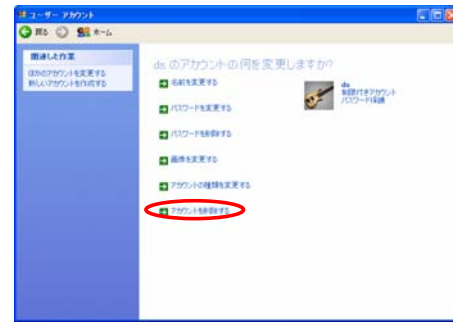 ユーザー アカウント
戻る ホーム
関連した作業
ほかのアカウントを変更する
新しいアカウントを作成する
ds のアカウントの何を変更しますか?
名前を変更する
パスワードを変更する
パスワードを削除する
画像を変更する
アカウントの種類を変更する
アカウントを削除する
ds
制限付きアカウント
パスワード保護